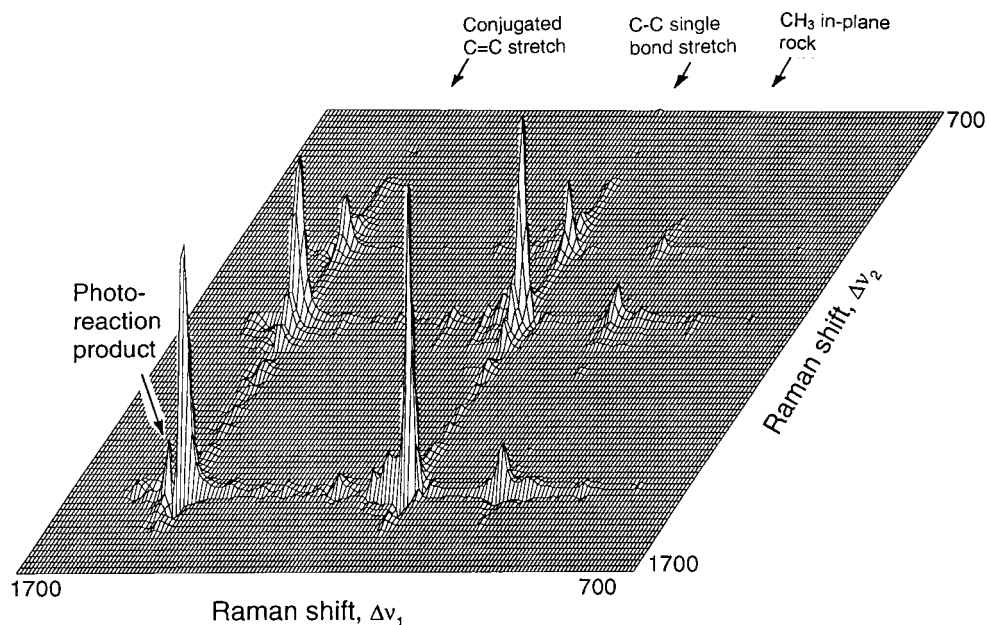 Conjugated
C=C stretch
C-C single
bond stretch
CH₃ in-plane
rock
700
Photo-
reaction
product
Raman shift, Δν₂
1700
1700
700
Raman shift, Δν₁